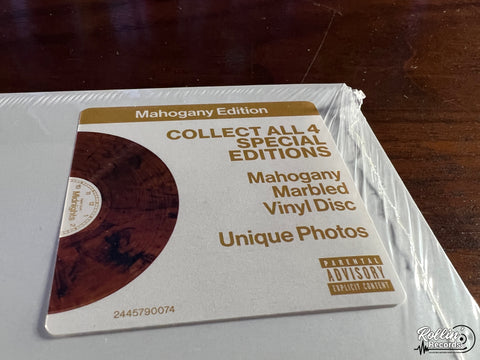 Mahogany Edition
COLLECT ALL 4
SPECIAL
EDITIONS
Mahogany
Marbled
Vinyl Disc
Unique Photos
PARENTAL
ADVISORY
EXPLICIT CONTENT
Midnights
2445790074
Rollin'
Records